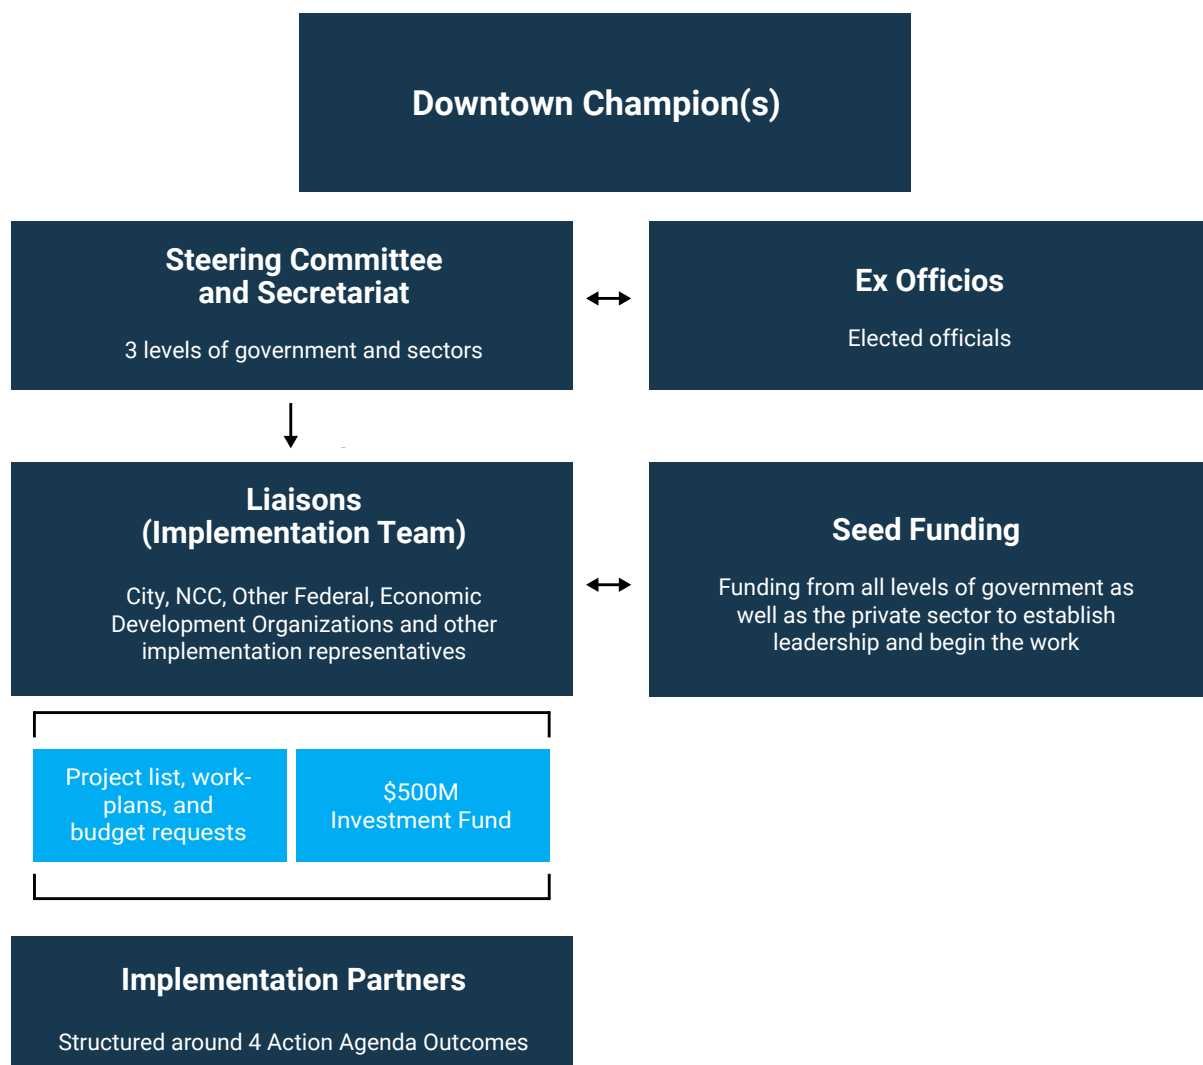 Downtown Champion(s)
Steering Committee
and Secretariat
3 levels of government and sectors
Ex Officios
Elected officials
Liaisons
(Implementation Team)
City, NCC, Other Federal, Economic
Development Organizations and other
implementation representatives
Seed Funding
Funding from all levels of government as
well as the private sector to establish
leadership and begin the work
Project list, work-
plans, and
budget requests
$500M
Investment Fund
Implementation Partners
Structured around 4 Action Agenda Outcomes